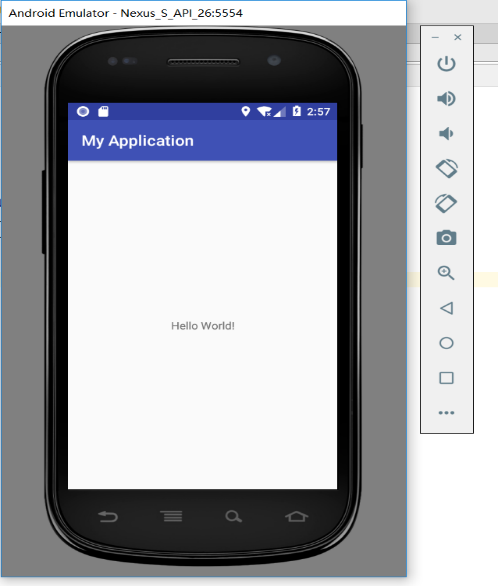 Android Emulator - Nexus_S_API_26:5554
2:57
My Application
Hello World!